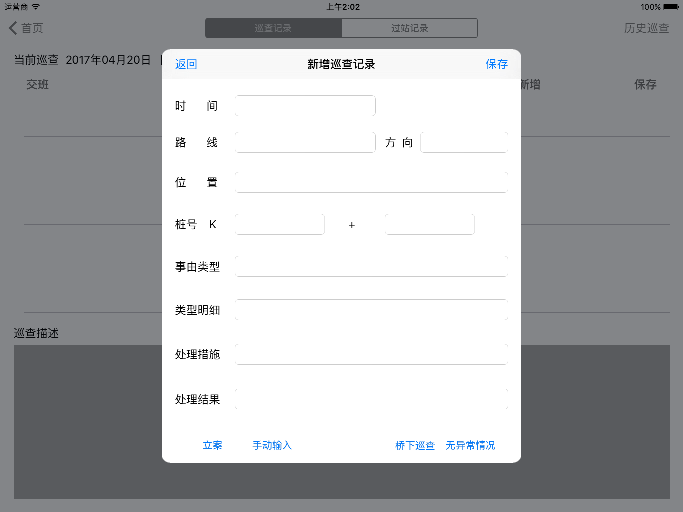 运营商 上午2:02 100%
首页 巡查记录 过站记录 历史巡查
当前巡查 2017年04月20日
交班 新增 保存
返回 新增巡查记录 保存
时 间
路 线 方 向
位 置
桩号 K +
事由类型
类型明细
巡查描述
处理措施
处理结果
立案 手动输入 桥下巡查 无异常情况